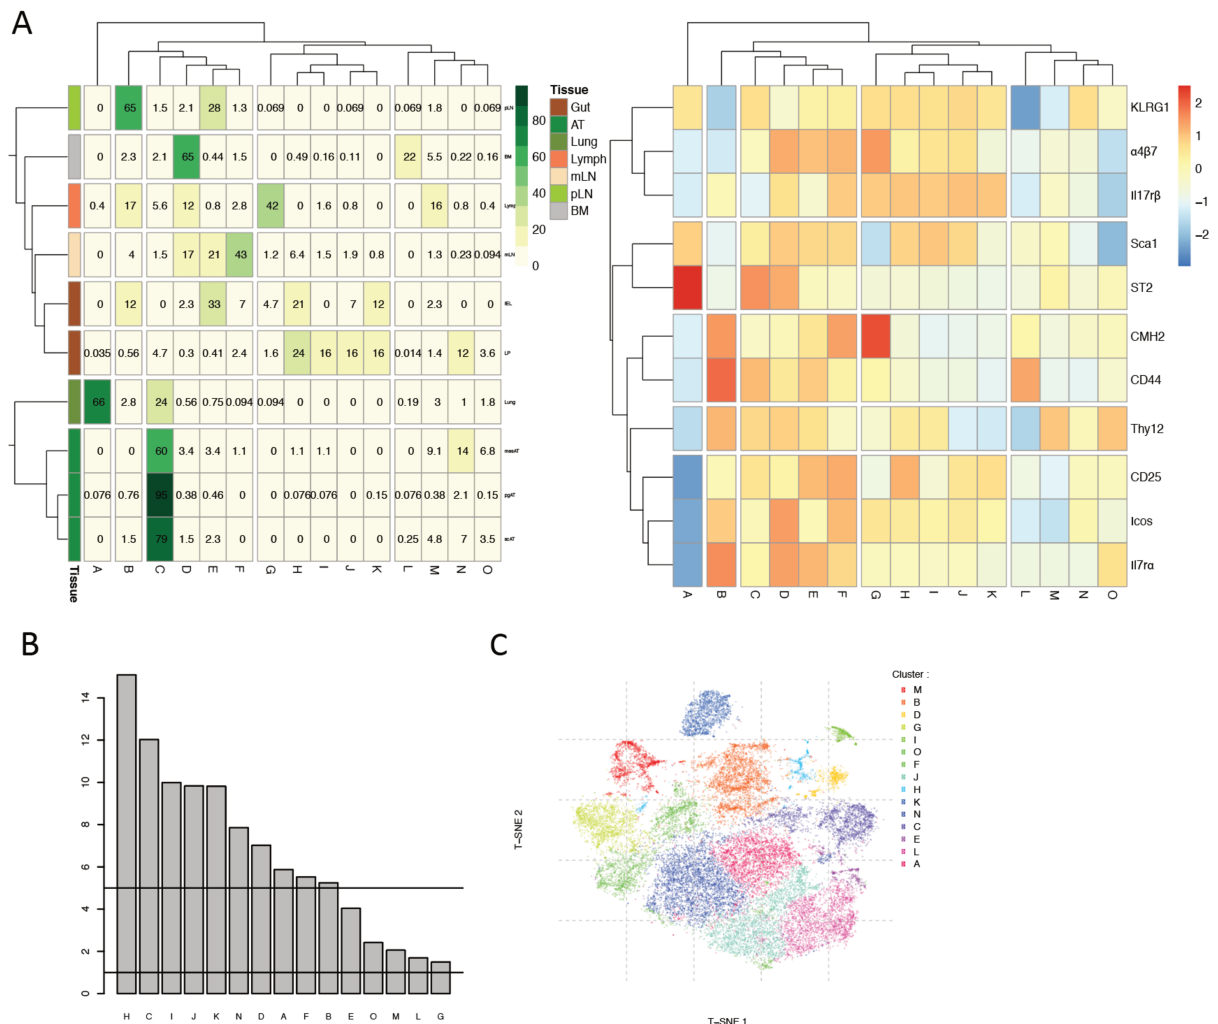 A
Tissue
Gut
AT
Lung
Lymph
mLN
pLN
BM
80
60
40
20
0
0 65 1.5 2.1 28 1.3 0.069 0 0 0.069 0 0.069 1.8 0 0.069 pLN
0 2.3 2.1 65 0.44 1.5 0 0.49 0.16 0.11 0 22 5.5 0.22 0.16 BM
0.4 17 5.6 12 0.8 2.8 42 0 1.6 0.8 0 0 16 0.8 0.4 Lymp
0 4 1.5 17 21 43 1.2 6.4 1.5 1.9 0.8 0 1.3 0.23 0.094 mLN
0 12 0 2.3 33 7 4.7 21 0 7 12 0 2.3 0 0 IEL
0.035 0.56 4.7 0.3 0.41 2.4 1.6 24 16 16 16 0.014 1.4 12 3.6 LP
66 2.8 24 0.56 0.75 0.094 0.094 0 0 0 0 0.19 3 1 1.8 Lung
0 0 60 3.4 3.4 1.1 0 1.1 1.1 0 0 0 9.1 14 6.8 mesAT
0.076 0.76 95 0.38 0.46 0 0 0.076 0.076 0 0.15 0.076 0.38 2.1 0.15 pgAT
0 1.5 79 1.5 2.3 0 0 0 0 0 0 0.25 4.8 7 3.5 scAT
Tissue A B C D E F G H I J K L M N O
KLRG1
α4β7
Il17rβ
Sca1
ST2
CMH2
CD44
Thy12
CD25
Icos
Il7rα
2
1
0
−1
−2
A B C D E F G H I J K L M N O
B
14
12
10
8
6
4
2
0
H C I J K N D A F B E O M L G
C
Cluster :
M
B
D
G
I
O
F
J
H
K
N
C
E
L
A
T−SNE 2
T−SNE 1